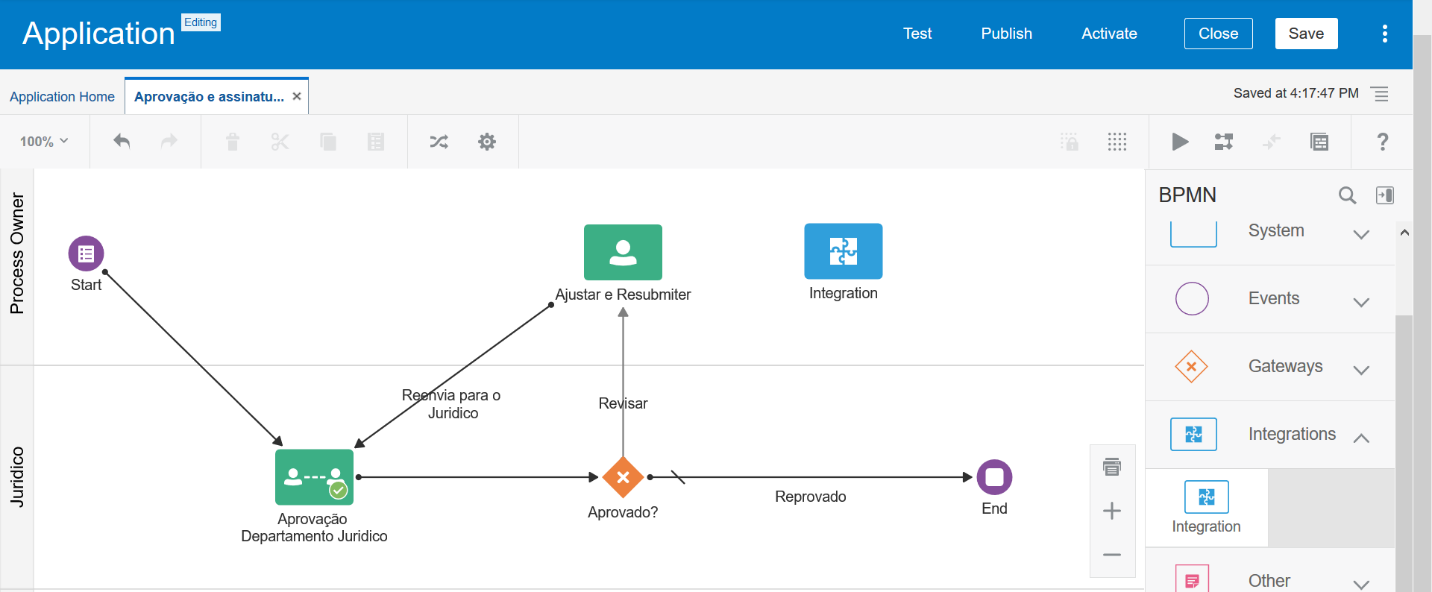 Application
Editing
Test
Publish
Activate
Close
Save
Application Home
Aprovação e assinatu...
Saved at 4:17:47 PM
100%
?
BPMN
System
Events
Gateways
Integrations
Integration
Other
Process Owner
Start
Ajustar e Resubmiter
Integration
Reenvia para o
Juridico
Revisar
Juridico
Aprovação
Departamento Juridico
Aprovado?
Reprovado
End